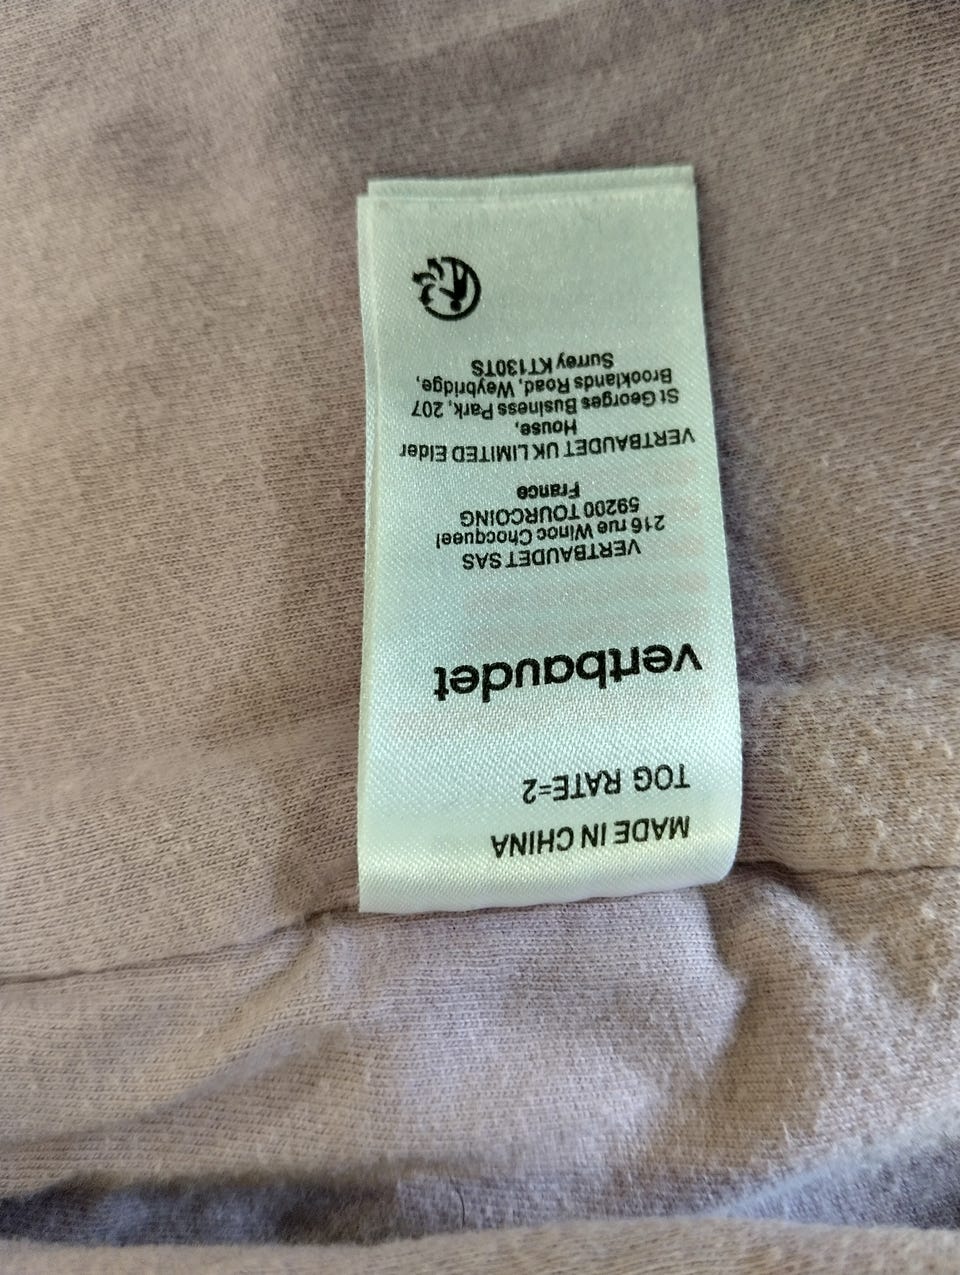 MADE IN CHINA
TOG RATE=2
vertbaudet
VERTBAUDET SAS
216 rue Winoc Chocqueel
59200 TOURCOING
France
VERTBAUDET UK LIMITED Elder
House,
St Georges Business Park, 207
Brooklands Road, Weybridge,
Surrey KT130TS